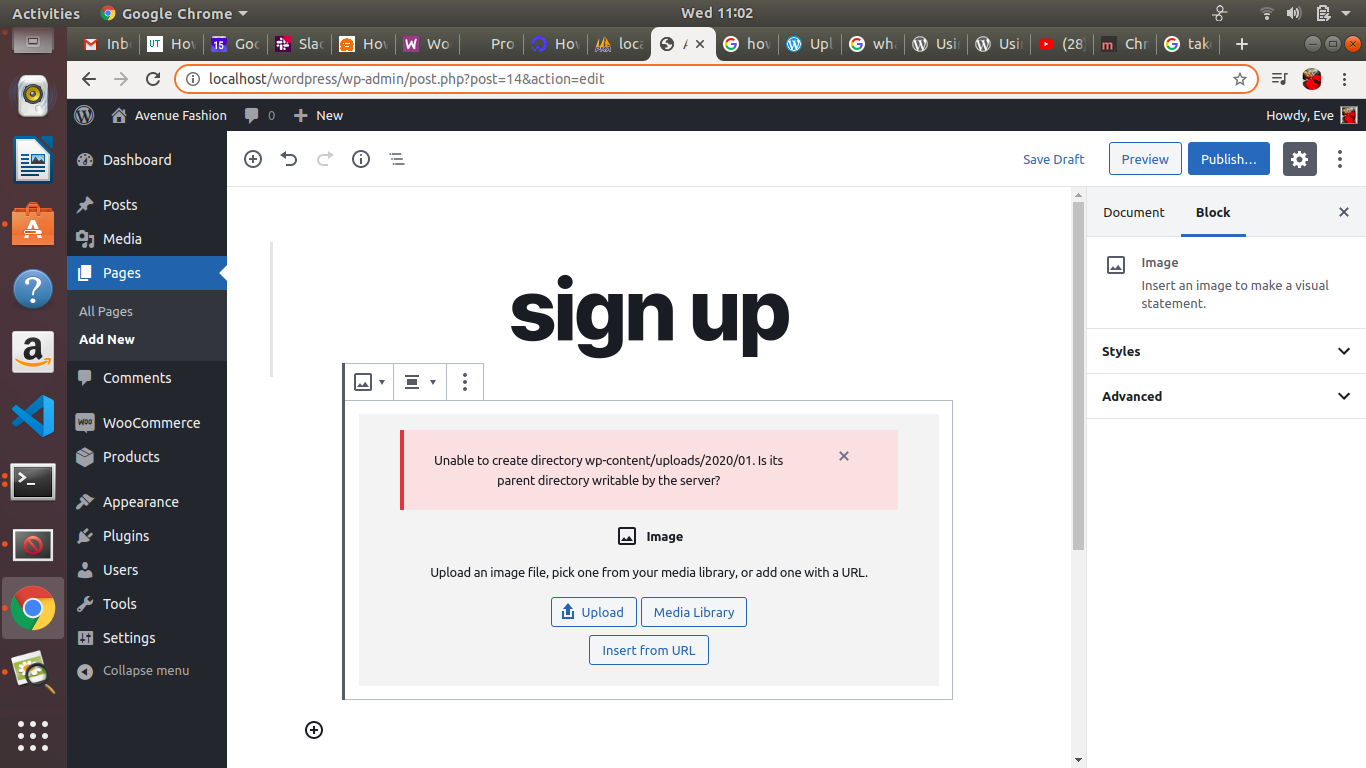 Activities
Google Chrome
Wed 11:02
Inb
Hov
15
Goo
Slac
Hov
Wo
Pro
Hov
loca
A
hov
Upl
wha
Usin
Usin
(28)
m
Chr
take
localhost/wordpress/wp-admin/post.php?post=14&action=edit
Avenue Fashion
0
New
Howdy, Eve
Dashboard
Posts
Media
Pages
All Pages
Add New
Comments
WooCommerce
Products
Appearance
Plugins
Users
Tools
Settings
Collapse menu
Save Draft
Preview
Publish...
sign up
Unable to create directory wp-content/uploads/2020/01. Is its
parent directory writable by the server?
Image
Upload an image file, pick one from your media library, or add one with a URL.
Upload
Media Library
Insert from URL
Document
Block
Image
Insert an image to make a visual
statement.
Styles
Advanced